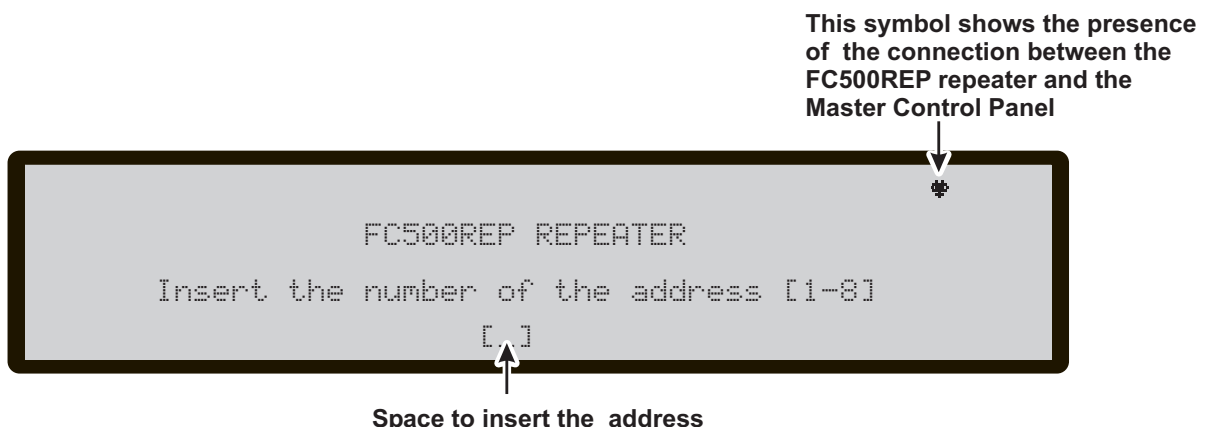 This symbol shows the presence
of the connection between the
FC500REP repeater and the
Master Control Panel
FC500REP REPEATER
Insert the number of the address [1-8]
[_]
Space to insert the address